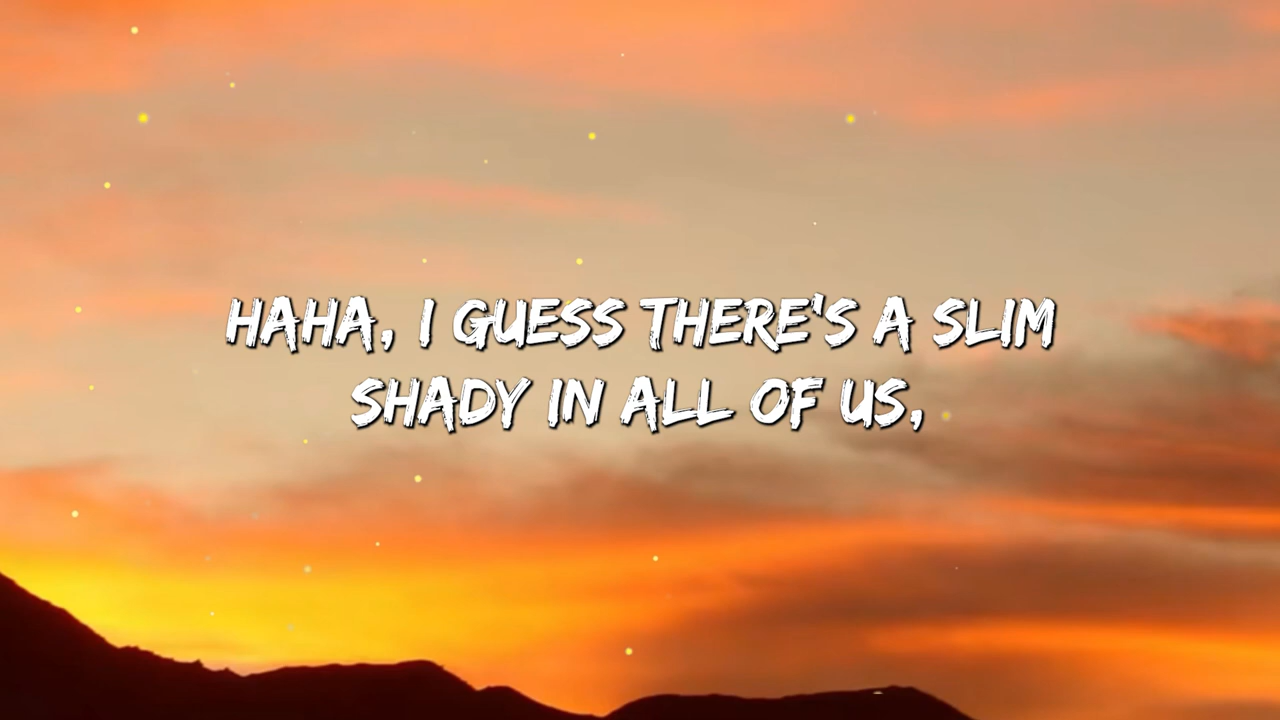 HAHA, I GUESS THERE'S A SLIM
SHADY IN ALL OF US,